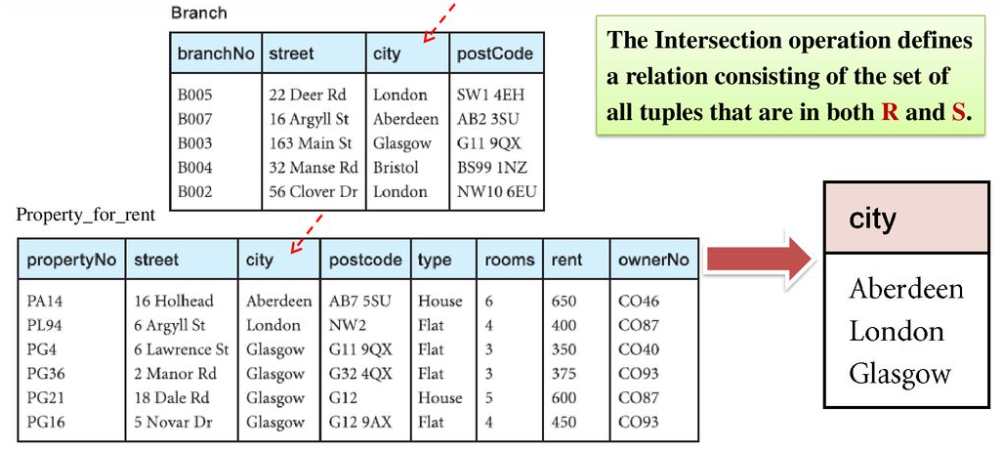 Branch
branchNo street city postCode
B005 22 Deer Rd London SW1 4EH
B007 16 Argyll St Aberdeen AB2 3SU
B003 163 Main St Glasgow G11 9QX
B004 32 Manse Rd Bristol BS99 1NZ
B002 56 Clover Dr London NW10 6EU
The Intersection operation defines
a relation consisting of the set of
all tuples that are in both R and S.
Property_for_rent
propertyNo street city postcode type rooms rent ownerNo
PA14 16 Holhead Aberdeen AB7 5SU House 6 650 CO46
PL94 6 Argyll St London NW2 Flat 4 400 CO87
PG4 6 Lawrence St Glasgow G11 9QX Flat 3 350 CO40
PG36 2 Manor Rd Glasgow G32 4QX Flat 3 375 CO93
PG21 18 Dale Rd Glasgow G12 House 5 600 CO87
PG16 5 Novar Dr Glasgow G12 9AX Flat 4 450 CO93
city
Aberdeen
London
Glasgow